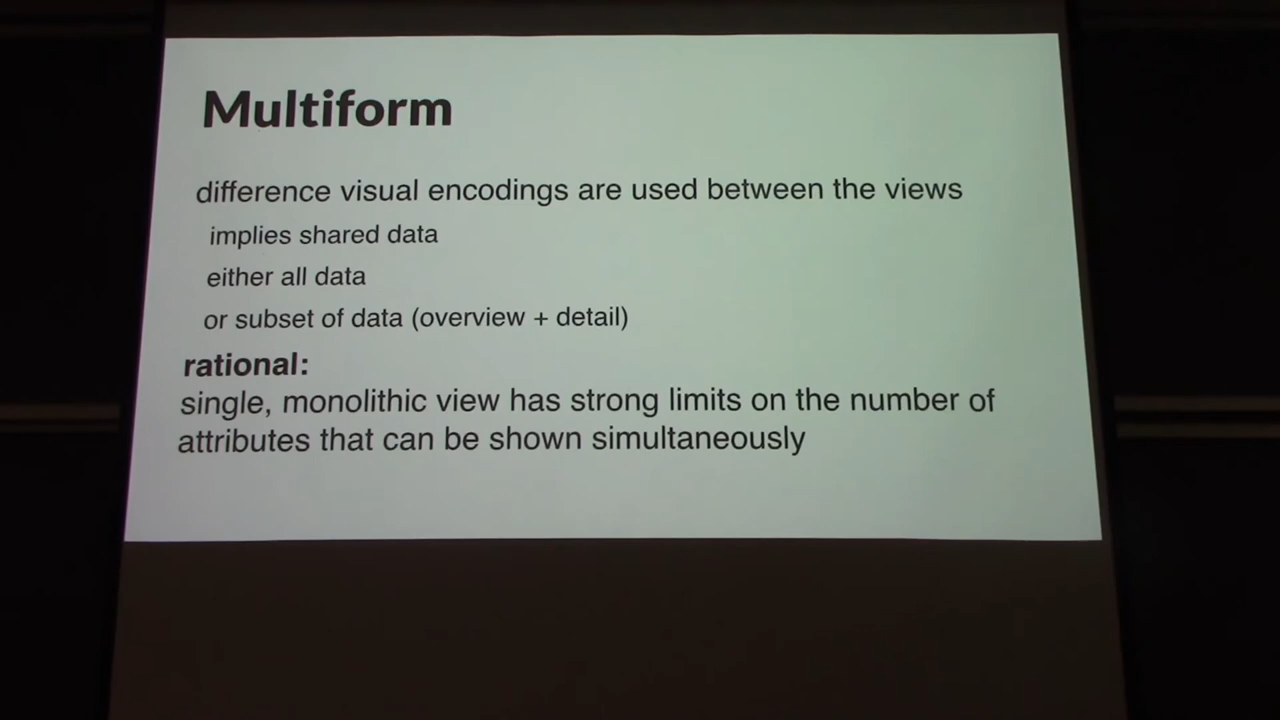 Multiform
difference visual encodings are used between the views
implies shared data
either all data
or subset of data (overview + detail)
rational:
single, monolithic view has strong limits on the number of
attributes that can be shown simultaneously